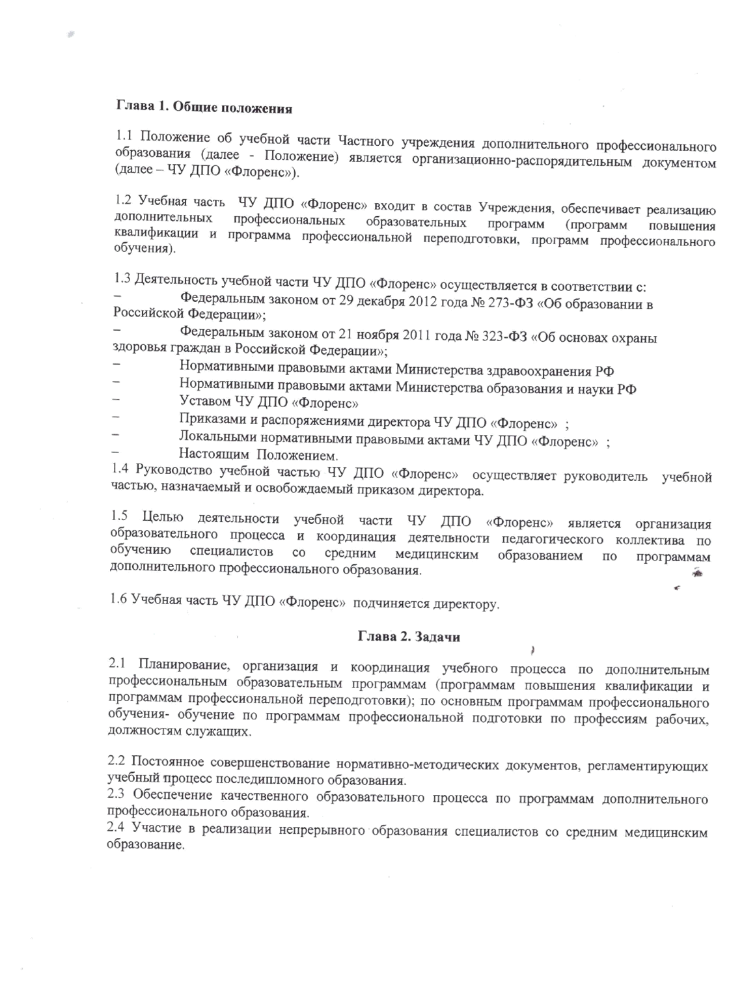 Глава 1. Общие положения
1.1 Положение об учебной части Частного учреждения дополнительного профессионального
образования (далее - Положение) является организационно-распорядительным документом
(далее – ЧУ ДПО «Флоренс»).
1.2 Учебная часть ЧУ ДПО «Флоренс» входит в состав Учреждения, обеспечивает реализацию
дополнительных профессиональных образовательных программ (программ повышения
квалификации и программа профессиональной переподготовки, программ профессионального
обучения).
1.3 Деятельность учебной части ЧУ ДПО «Флоренс» осуществляется в соответствии с:
– Федеральным законом от 29 декабря 2012 года № 273-ФЗ «Об образовании в
Российской Федерации»;
– Федеральным законом от 21 ноября 2011 года № 323-ФЗ «Об основах охраны
здоровья граждан в Российской Федерации»;
– Нормативными правовыми актами Министерства здравоохранения РФ
– Нормативными правовыми актами Министерства образования и науки РФ
– Уставом ЧУ ДПО «Флоренс»
– Приказами и распоряжениями директора ЧУ ДПО «Флоренс» ;
– Локальными нормативными правовыми актами ЧУ ДПО «Флоренс» ;
– Настоящим Положением.
1.4 Руководство учебной частью ЧУ ДПО «Флоренс» осуществляет руководитель учебной
частью, назначаемый и освобождаемый приказом директора.
1.5 Целью деятельности учебной части ЧУ ДПО «Флоренс» является организация
образовательного процесса и координация деятельности педагогического коллектива по
обучению специалистов со средним медицинским образованием по программам
дополнительного профессионального образования.
1.6 Учебная часть ЧУ ДПО «Флоренс» подчиняется директору.
Глава 2. Задачи
2.1 Планирование, организация и координация учебного процесса по дополнительным
профессиональным образовательным программам (программам повышения квалификации и
программам профессиональной переподготовки); по основным программам профессионального
обучения- обучение по программам профессиональной подготовки по профессиям рабочих,
должностям служащих.
2.2 Постоянное совершенствование нормативно-методических документов, регламентирующих
учебный процесс последипломного образования.
2.3 Обеспечение качественного образовательного процесса по программам дополнительного
профессионального образования.
2.4 Участие в реализации непрерывного образования специалистов со средним медицинским
образование.